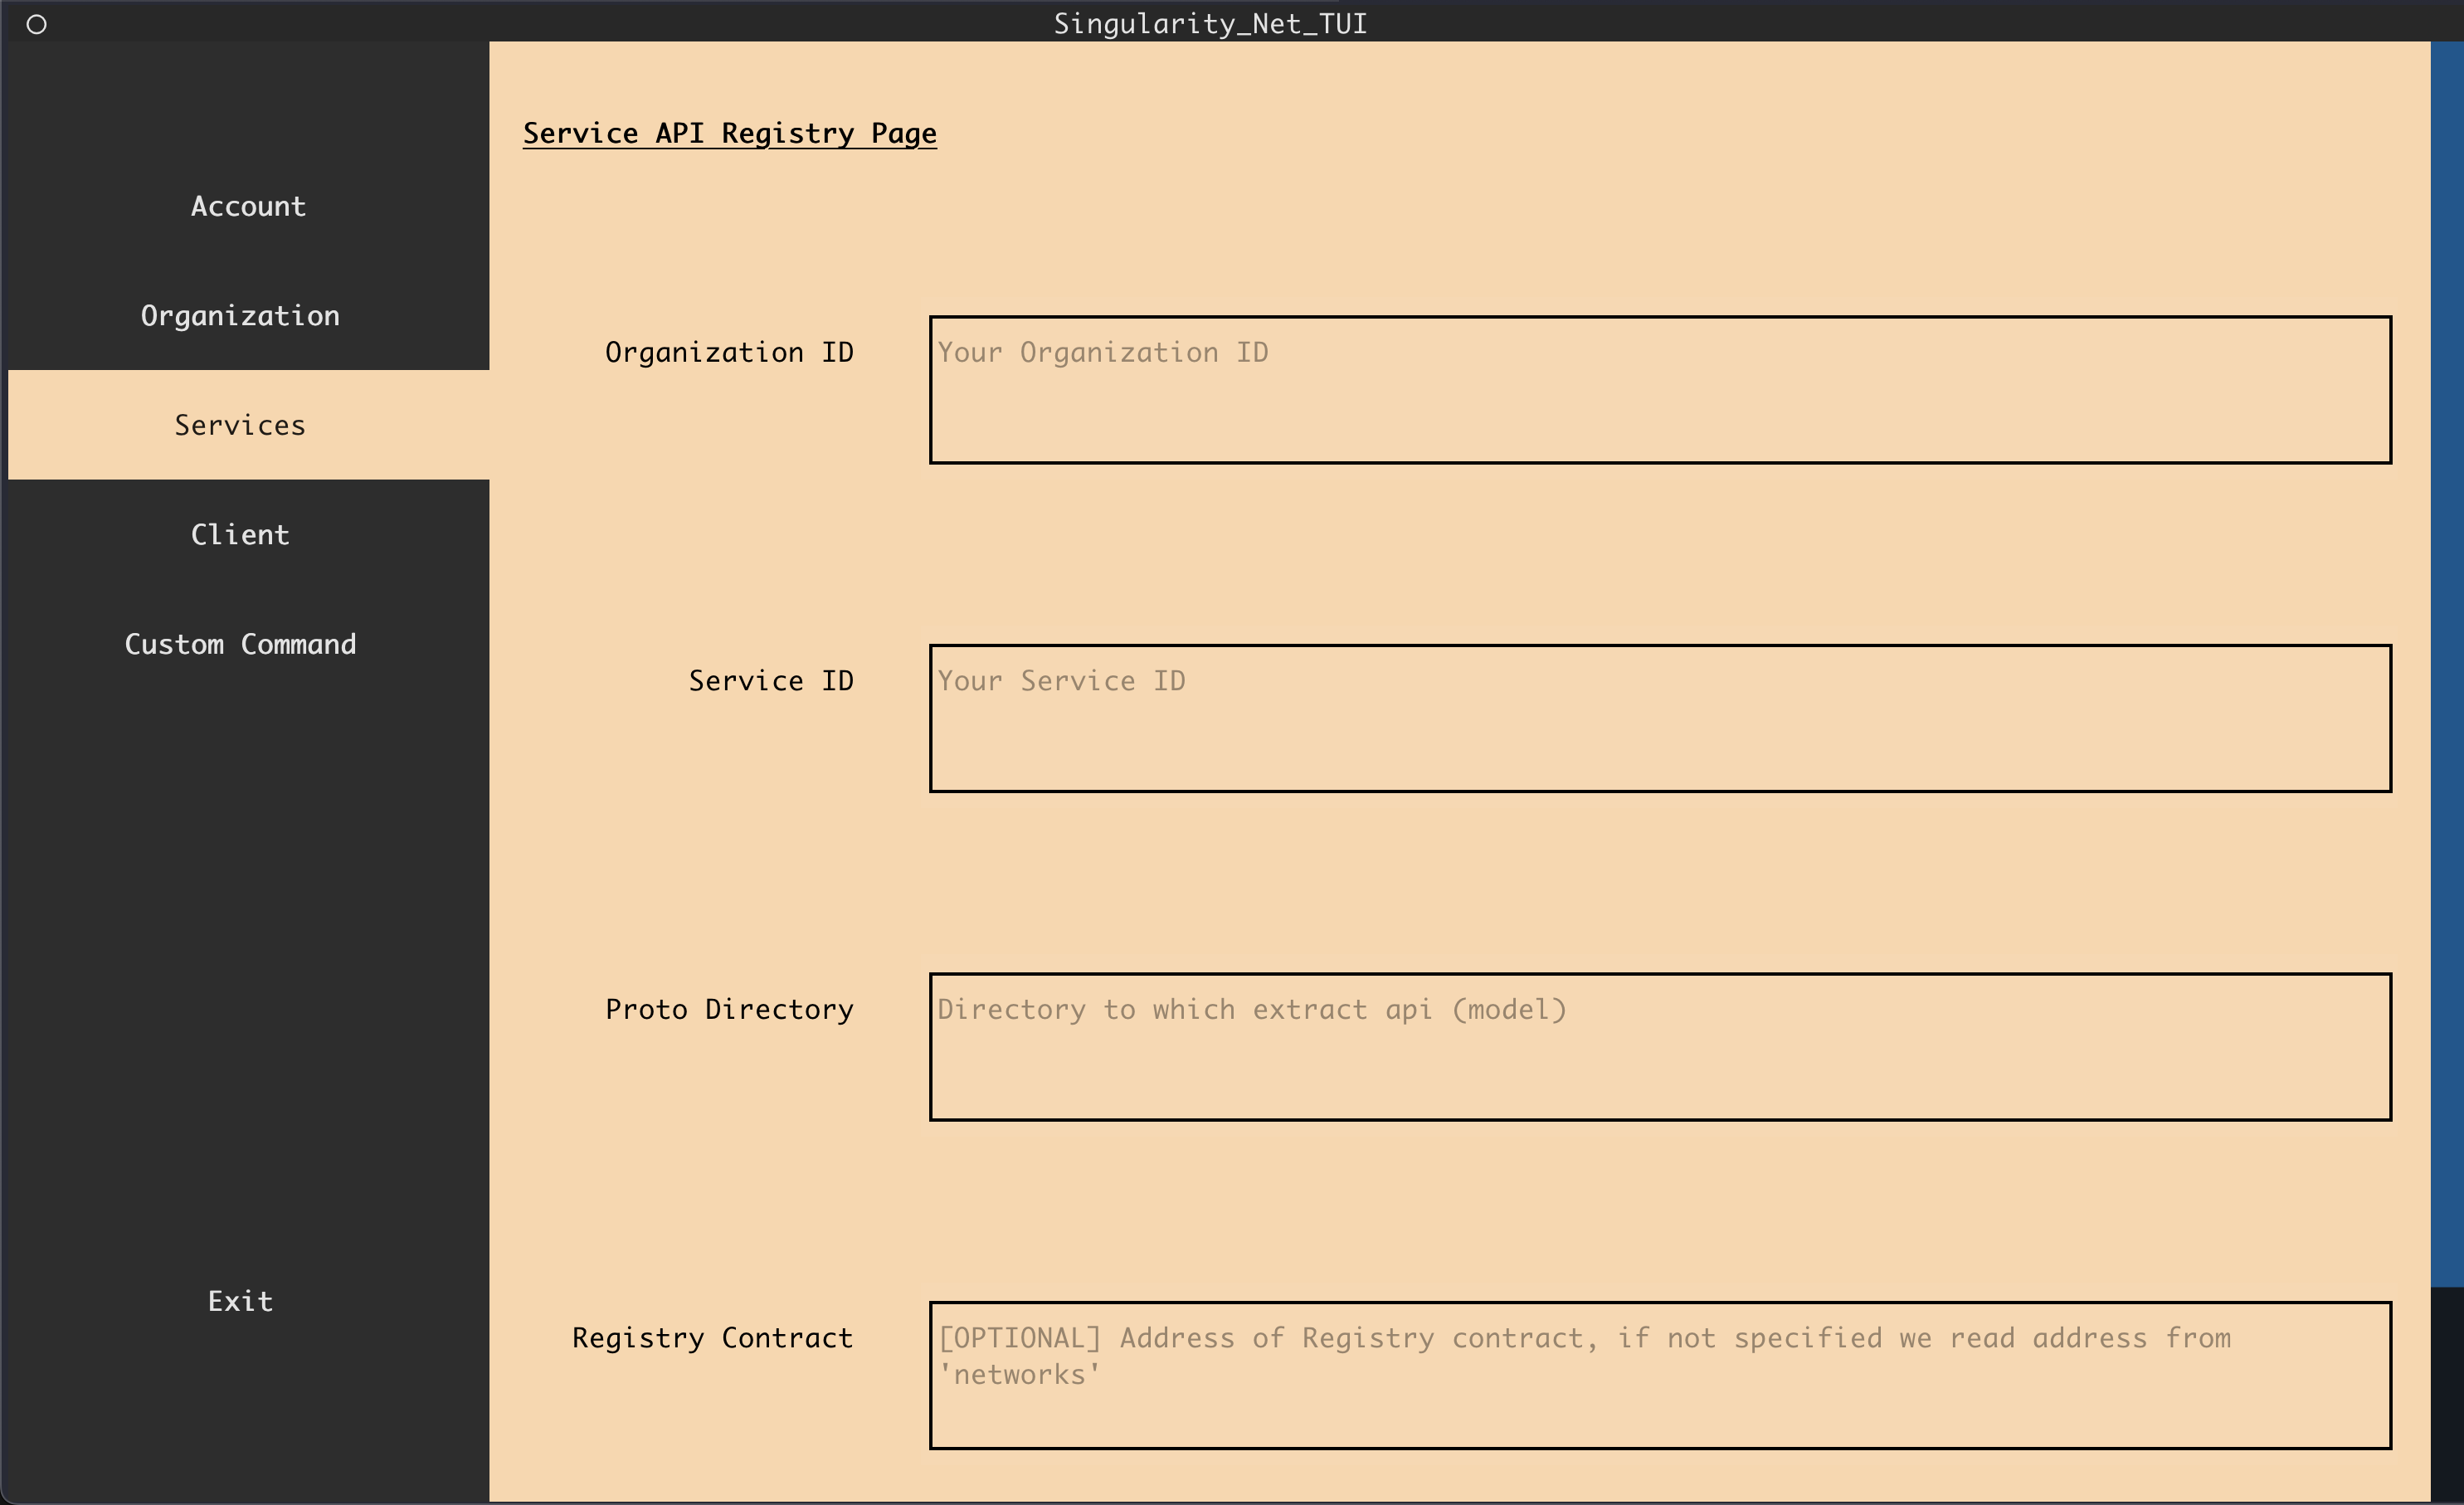 Singularity_Net_TUI
Account
Organization
Services
Client
Custom Command
Exit
Service API Registry Page
Organization ID
Your Organization ID
Service ID
Your Service ID
Proto Directory
Directory to which extract api (model)
Registry Contract
[OPTIONAL] Address of Registry contract, if not specified we read address from
'networks'